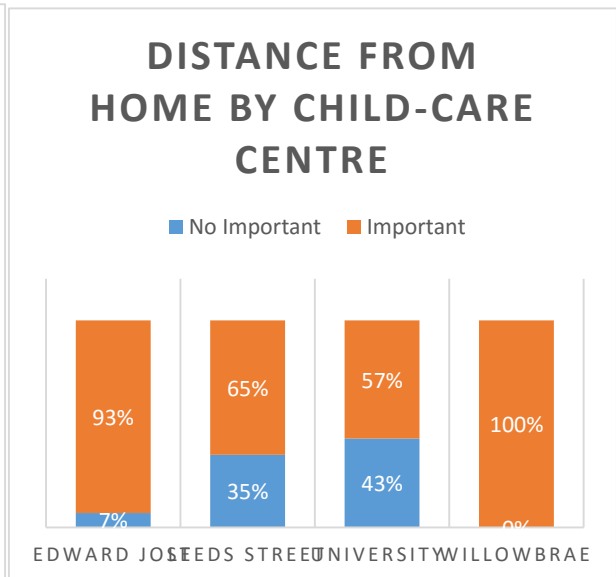 DISTANCE FROM
HOME BY CHILD-CARE
CENTRE
No Important Important
93% 65% 57% 100%
7% 35% 43% 0%
EDWARD JOST LEEDS STREET UNIVERSITY WILLOWBRAE